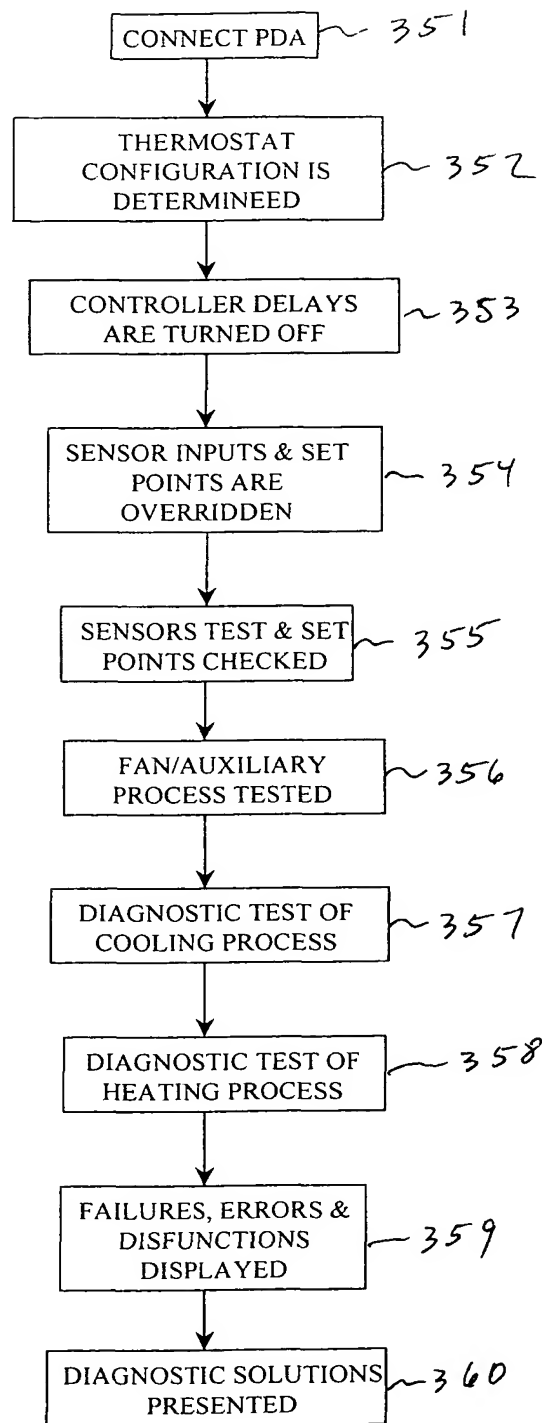 CONNECT PDA 351
THERMOSTAT
CONFIGURATION IS 352
DETERMINEED
CONTROLLER DELAYS 353
ARE TURNED OFF
SENSOR INPUTS & SET
POINTS ARE 354
OVERRIDDEN
SENSORS TEST & SET 355
POINTS CHECKED
FAN/AUXILIARY 356
PROCESS TESTED
DIAGNOSTIC TEST OF 357
COOLING PROCESS
DIAGNOSTIC TEST OF 358
HEATING PROCESS
FAILURES, ERRORS &
DISFUNCTIONS 359
DISPLAYED
DIAGNOSTIC SOLUTIONS 360
PRESENTED